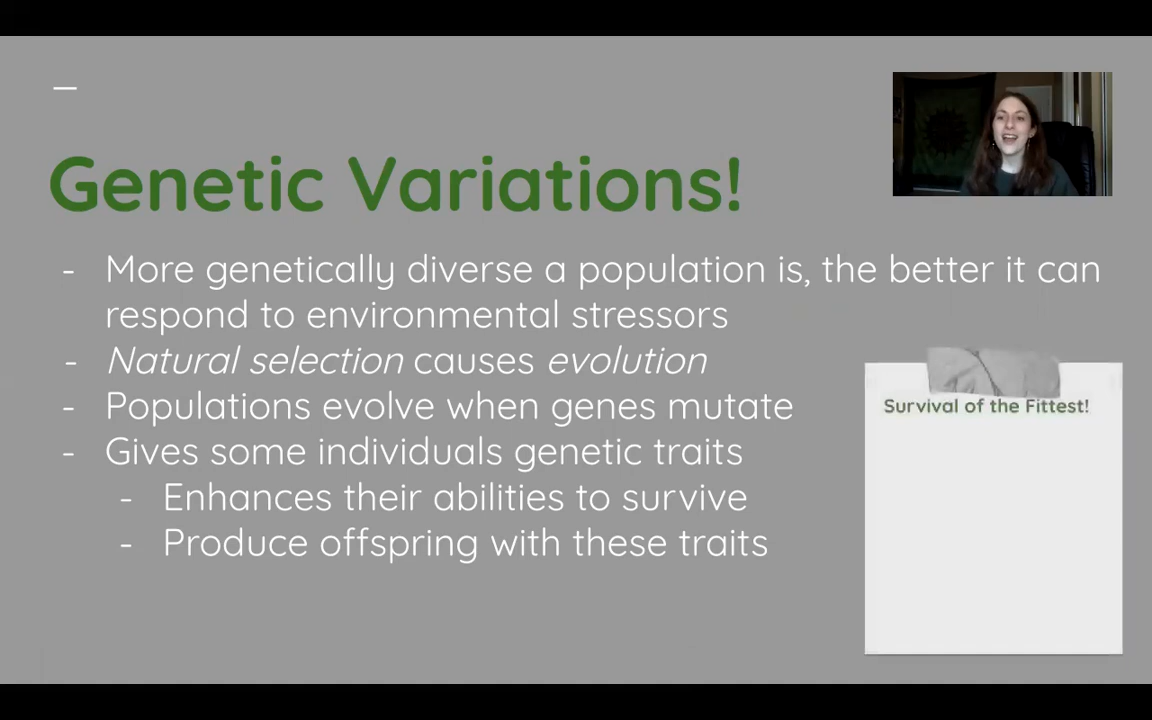 Genetic Variations!
- More genetically diverse a population is, the better it can
respond to environmental stressors
- Natural selection causes evolution
- Populations evolve when genes mutate
- Gives some individuals genetic traits
- Enhances their abilities to survive
- Produce offspring with these traits
Survival of the Fittest!